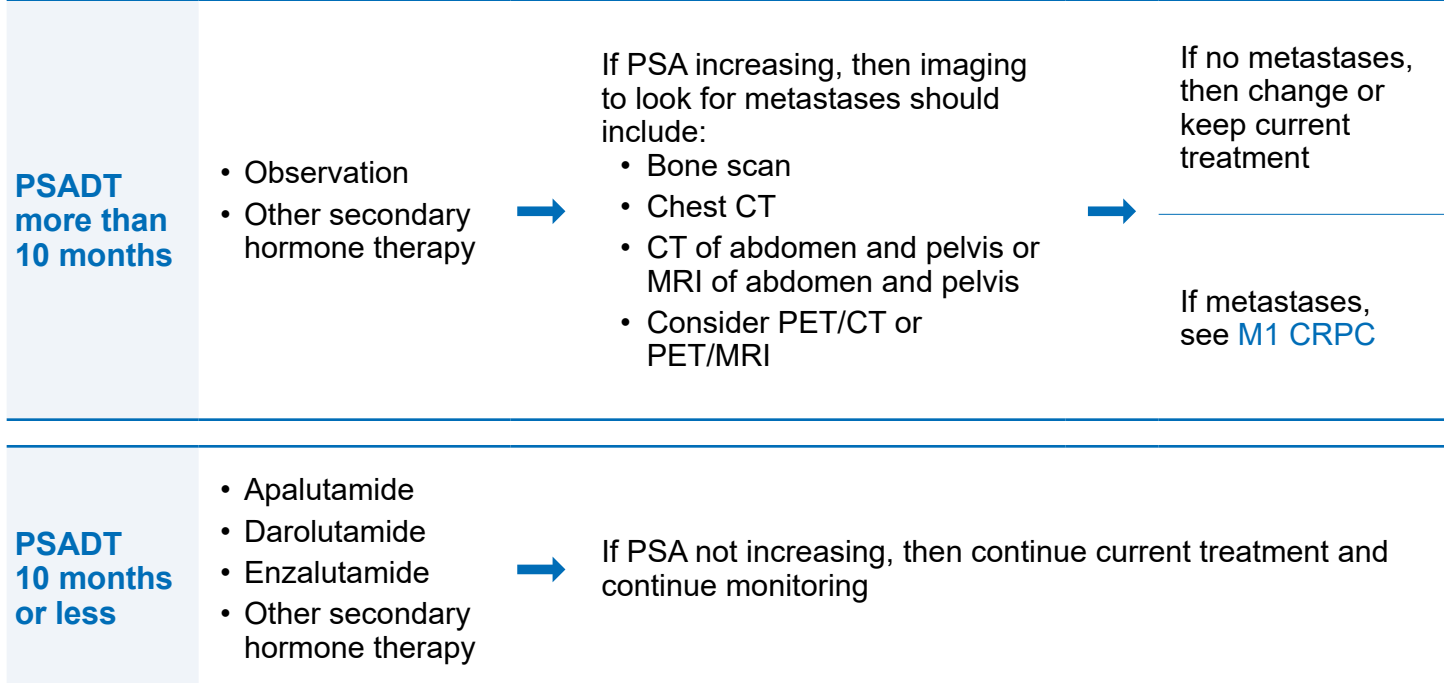 PSADT
more than
10 months
• Observation
• Other secondary
hormone therapy
If PSA increasing, then imaging
to look for metastases should
include:
• Bone scan
• Chest CT
• CT of abdomen and pelvis or
MRI of abdomen and pelvis
• Consider PET/CT or
PET/MRI
If no metastases,
then change or
keep current
treatment
If metastases,
see M1 CRPC
PSADT
10 months
or less
• Apalutamide
• Darolutamide
• Enzalutamide
• Other secondary
hormone therapy
If PSA not increasing, then continue current treatment and
continue monitoring